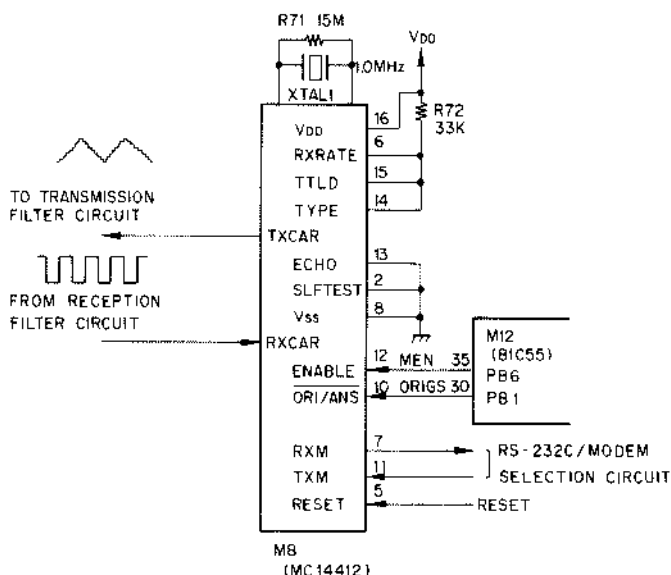 R71 15M
1.0MHz
XTAL1
VDD
R72
33K
VDD 16
RXRATE 6
TTLD 15
TYPE 14
TO TRANSMISSION
FILTER CIRCUIT
TXCAR
ECHO 13
SLFTEST 2
VSS 8
FROM RECEPTION
FILTER CIRCUIT
RXCAR
ENABLE 12 MEN 35
ORI/ANS 10 ORIGS 30
M12
(81C55)
PB6
PB1
RXM 7
TXM 11
RS-232C/MODEM
SELECTION CIRCUIT
RESET 5 RESET
M8
(MC14412)